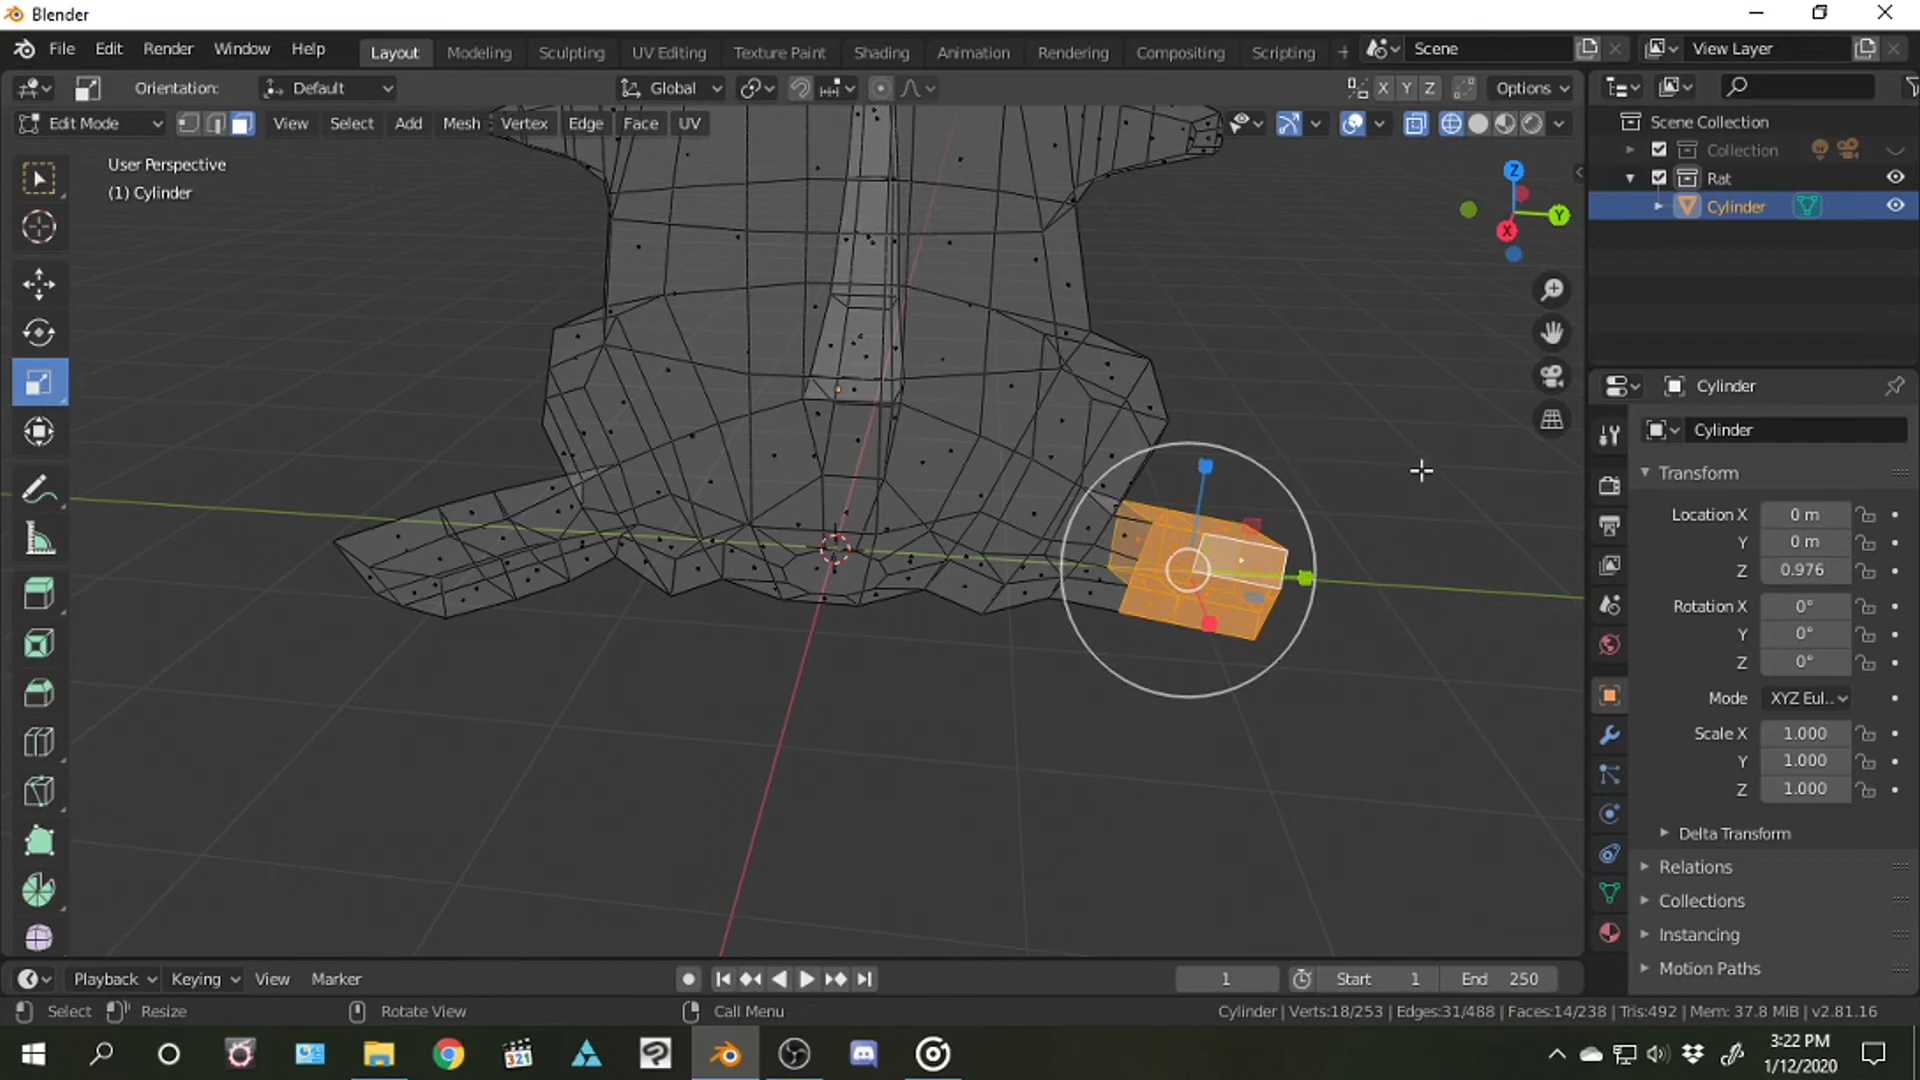 Blender
File Edit Render Window Help Layout Modeling Sculpting UV Editing Texture Paint Shading Animation Rendering Compositing Scripting + Scene View Layer
Orientation: Default Global X Y Z Options
Edit Mode View Select Add Mesh Vertex Edge Face UV
User Perspective
(1) Cylinder
Z
Y
X
Scene Collection
Collection
Rat
Cylinder
Cylinder
Cylinder
Transform
Location X 0 m
Y 0 m
Z 0.976
Rotation X 0°
Y 0°
Z 0°
Mode XYZ Eul..
Scale X 1.000
Y 1.000
Z 1.000
Delta Transform
Relations
Collections
Instancing
Motion Paths
Playback Keying View Marker 1 Start 1 End 250
Select Resize Rotate View Call Menu Cylinder | Verts:18/253 | Edges:31/488 | Faces:14/238 | Tris:492 | Mem: 37.8 MiB | v2.81.16
321
3:22 PM
1/12/2020